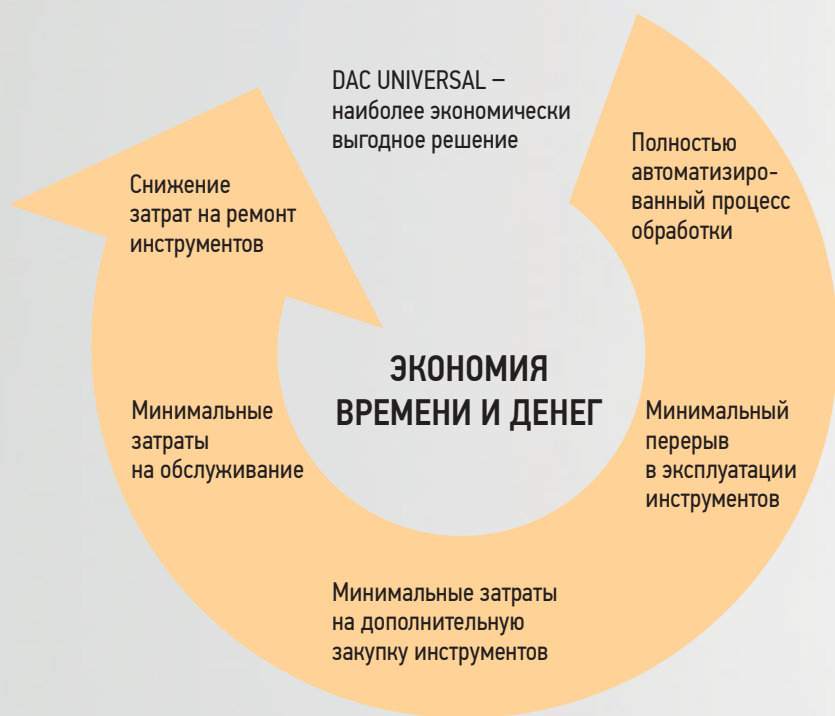 DAC UNIVERSAL –
наиболее экономически
выгодное решение
Полностью
автоматизиро-
ванный процесс
обработки
Минимальный
перерыв
в эксплуатации
инструментов
Минимальные затраты
на дополнительную
закупку инструментов
Минимальные
затраты
на обслуживание
Снижение
затрат на ремонт
инструментов
ЭКОНОМИЯ
ВРЕМЕНИ И ДЕНЕГ